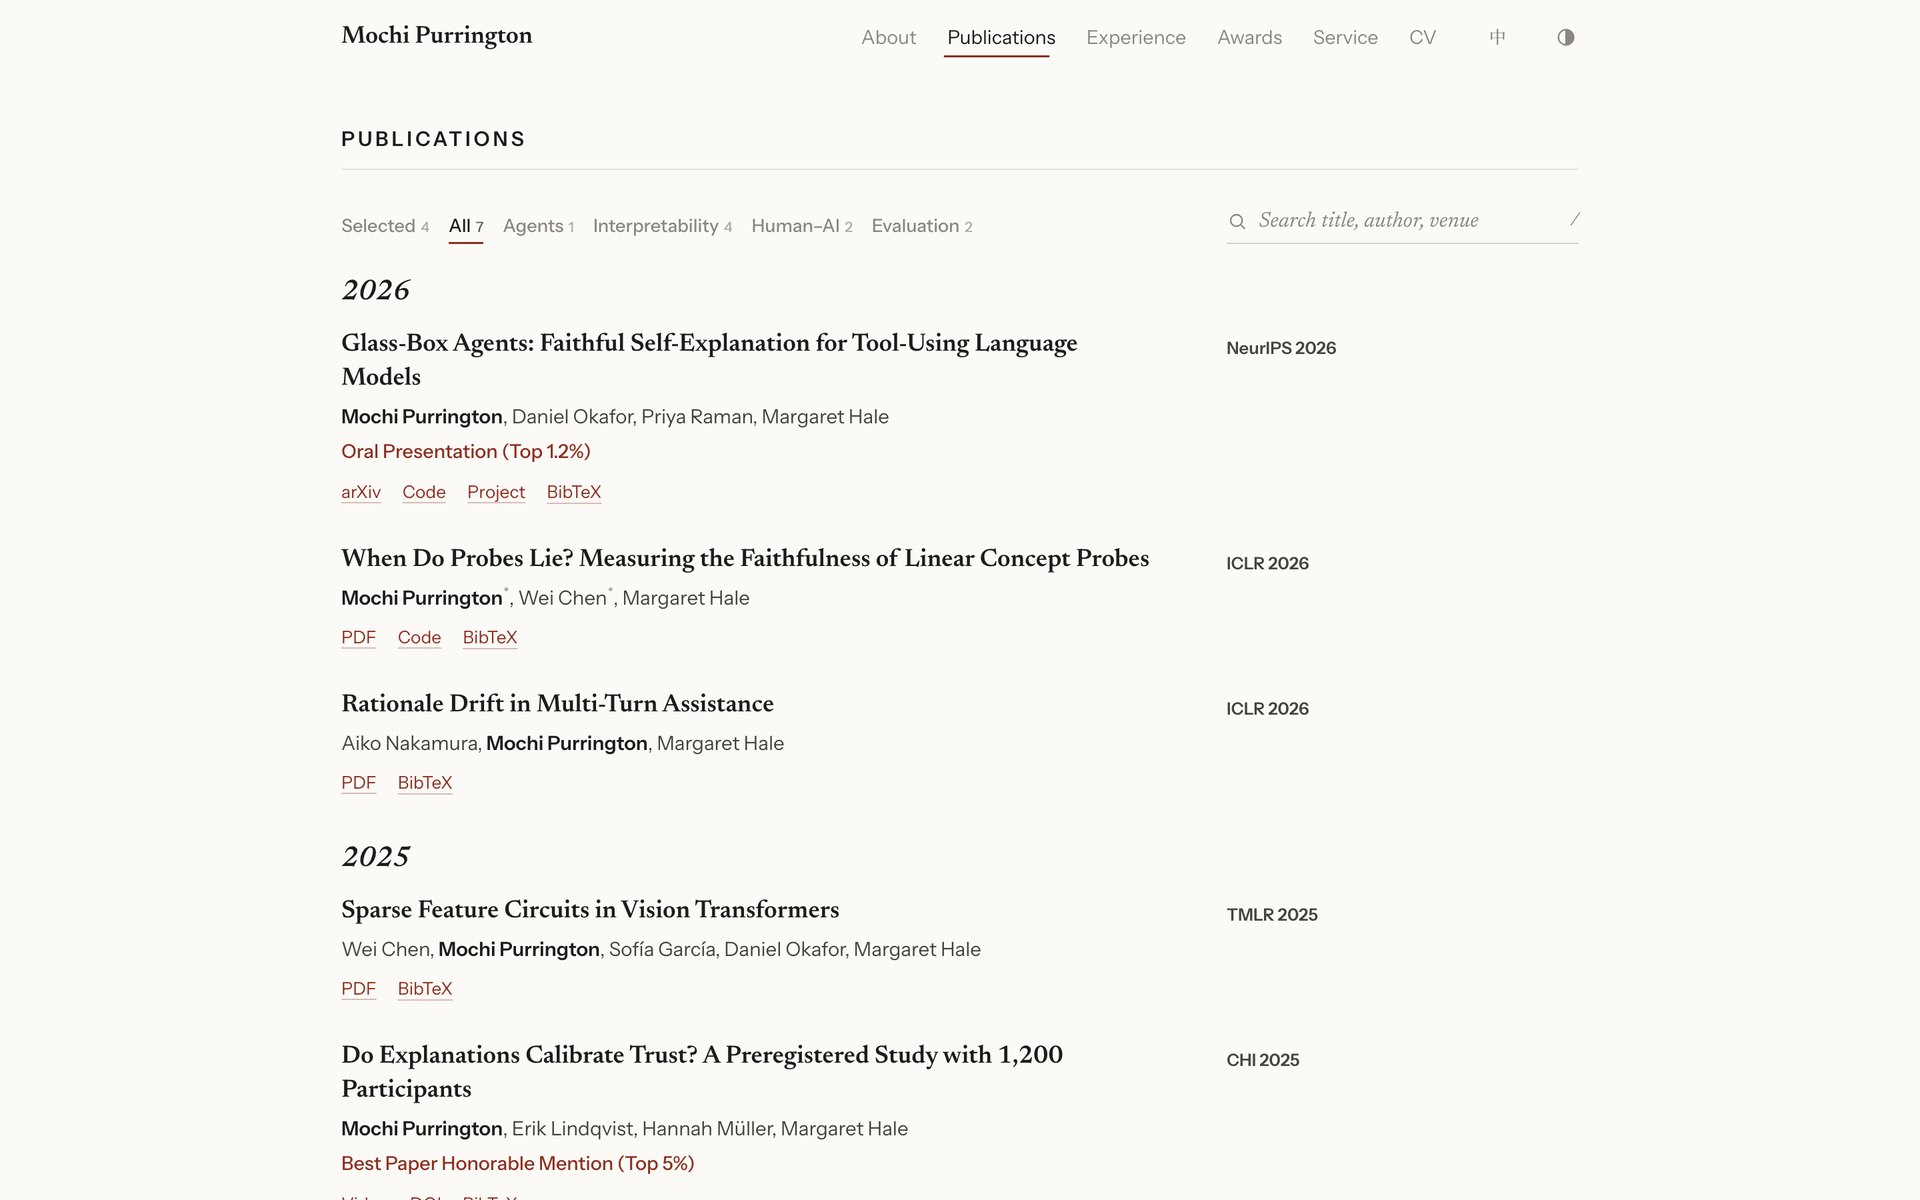 Mochi Purrington
About Publications Experience Awards Service CV 中
PUBLICATIONS
Selected 4 All 7 Agents 1 Interpretability 4 Human–AI 2 Evaluation 2
Search title, author, venue /
2026
Glass-Box Agents: Faithful Self-Explanation for Tool-Using Language
Models
NeurIPS 2026
Mochi Purrington, Daniel Okafor, Priya Raman, Margaret Hale
Oral Presentation (Top 1.2%)
arXiv Code Project BibTeX
When Do Probes Lie? Measuring the Faithfulness of Linear Concept Probes
ICLR 2026
Mochi Purrington*, Wei Chen*, Margaret Hale
PDF Code BibTeX
Rationale Drift in Multi-Turn Assistance
ICLR 2026
Aiko Nakamura, Mochi Purrington, Margaret Hale
PDF BibTeX
2025
Sparse Feature Circuits in Vision Transformers
TMLR 2025
Wei Chen, Mochi Purrington, Sofía García, Daniel Okafor, Margaret Hale
PDF BibTeX
Do Explanations Calibrate Trust? A Preregistered Study with 1,200
Participants
CHI 2025
Mochi Purrington, Erik Lindqvist, Hannah Müller, Margaret Hale
Best Paper Honorable Mention (Top 5%)